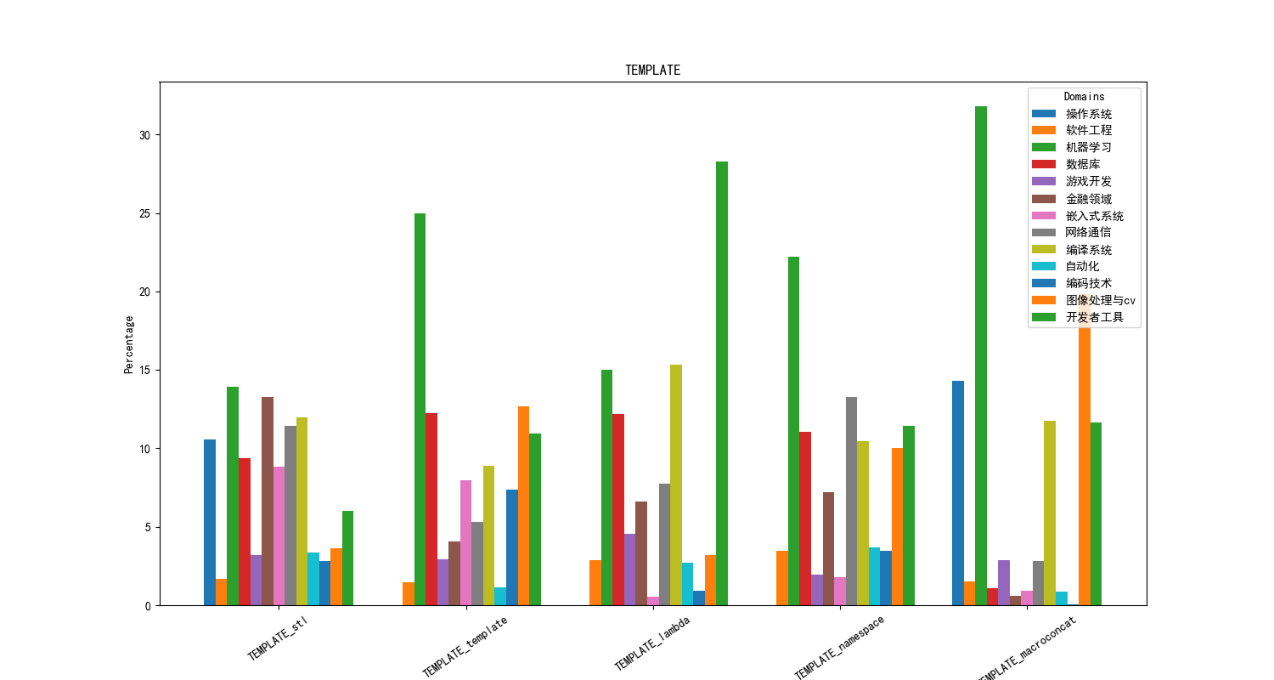 TEMPLATE
Domains
操作系统
软件工程
机器学习
数据库
游戏开发
金融领域
嵌入式系统
网络通信
编译系统
自动化
编码技术
图像处理与cv
开发者工具
Percentage
30
25
20
15
10
5
0
TEMPLATE_stl
TEMPLATE_template
TEMPLATE_lambda
TEMPLATE_namespace
TEMPLATE_macroconcat